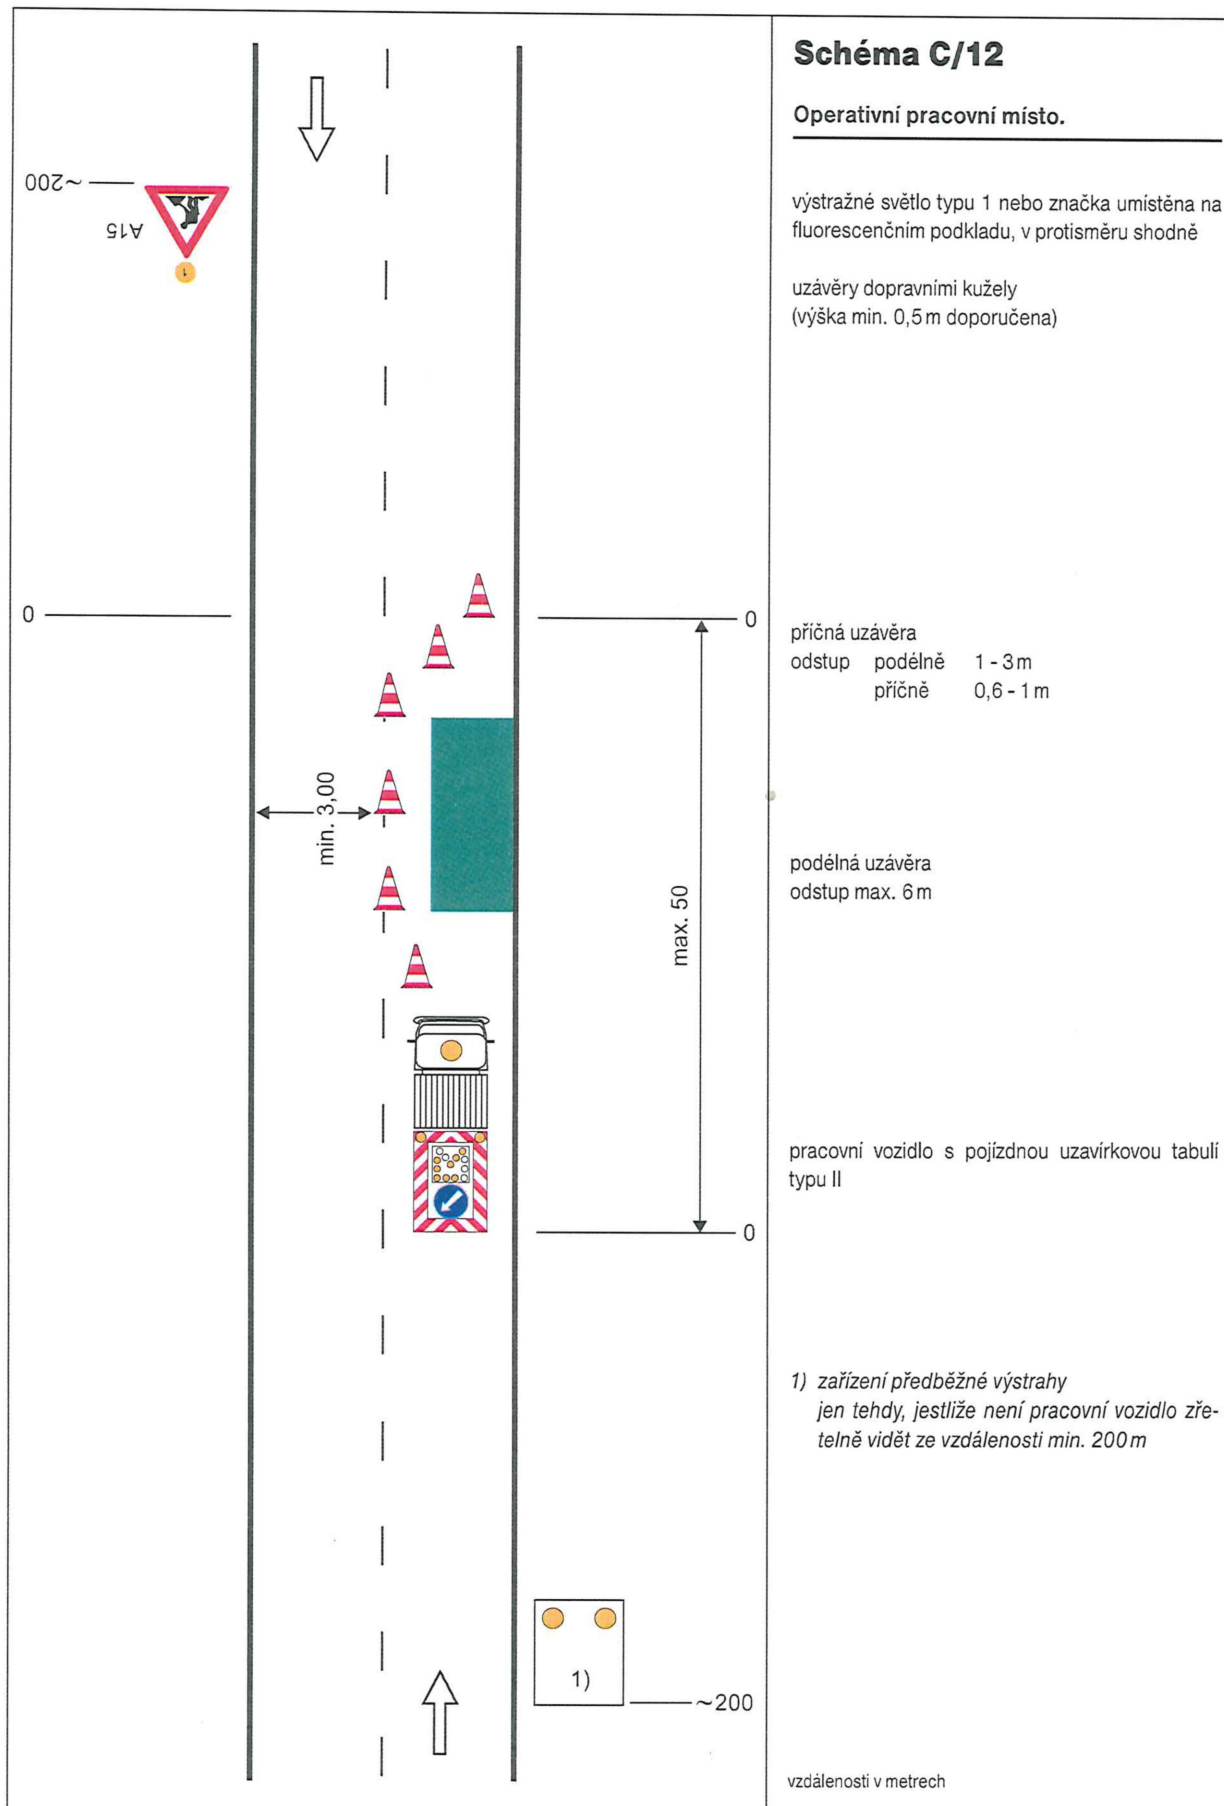 Schéma C/12
Operativní pracovní místo.
~200
A15
1
výstražné světlo typu 1 nebo značka umístěna na
fluorescenčním podkladu, v protisměru shodně
uzávěry dopravními kužely
(výška min. 0,5 m doporučena)
0
0
příčná uzávěra
odstup podélně 1 - 3 m
příčně 0,6 - 1 m
min. 3,00
max. 50
podélná uzávěra
odstup max. 6 m
pracovní vozidlo s pojízdnou uzavírkovou tabulí
typu II
0
1) zařízení předběžné výstrahy
jen tehdy, jestliže není pracovní vozidlo zře-
telně vidět ze vzdálenosti min. 200 m
1)
~200
vzdálenosti v metrech